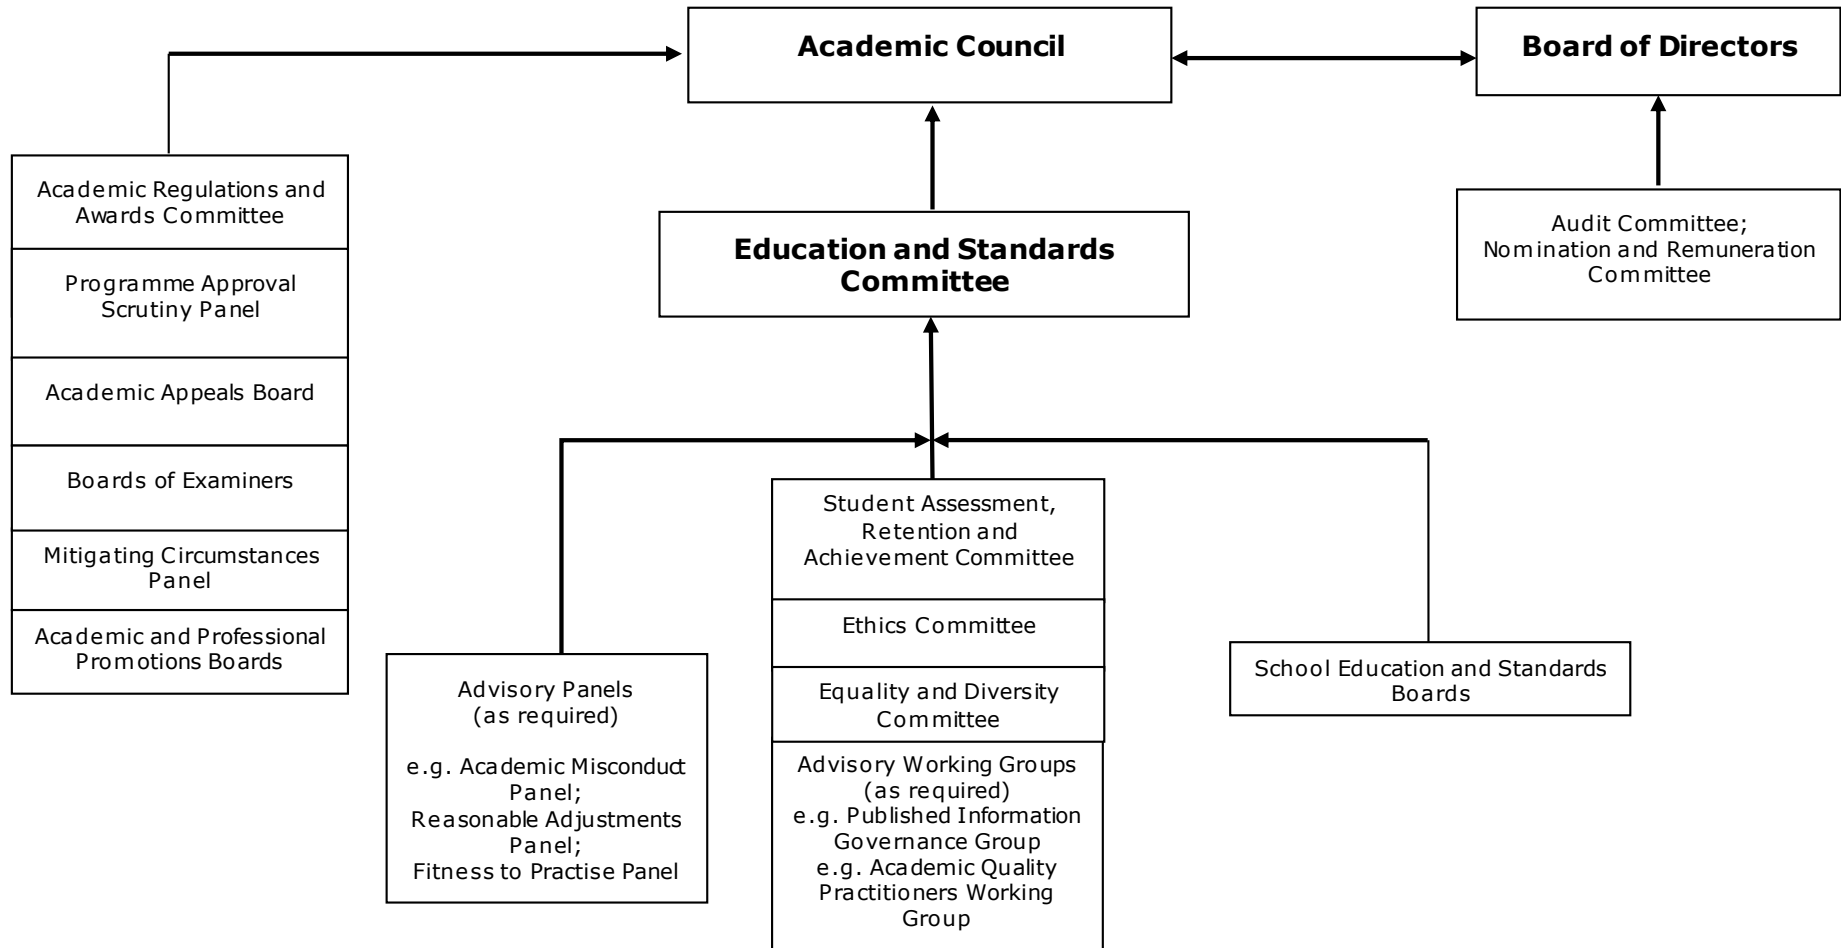 Academic Council
Board of Directors
Academic Regulations and
Awards Committee
Programme Approval
Scrutiny Panel
Academic Appeals Board
Boards of Examiners
Mitigating Circumstances
Panel
Academic and Professional
Promotions Boards
Education and Standards
Committee
Audit Committee;
Nomination and Remuneration
Committee
Advisory Panels
(as required)
e.g. Academic Misconduct
Panel;
Reasonable Adjustments
Panel;
Fitness to Practise Panel
Student Assessment,
Retention and
Achievement Committee
Ethics Committee
Equality and Diversity
Committee
Advisory Working Groups
(as required)
e.g. Published Information
Governance Group
e.g. Academic Quality
Practitioners Working
Group
School Education and Standards
Boards